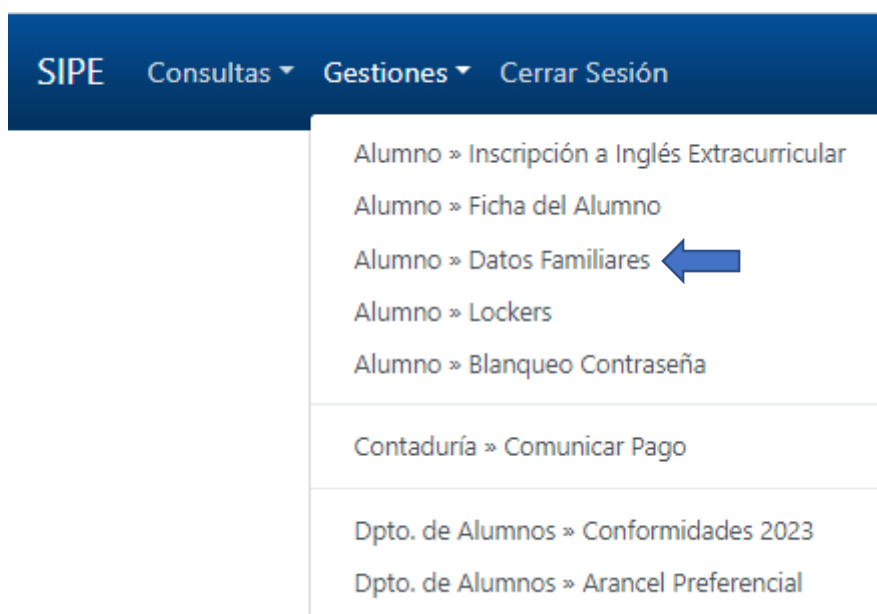 SIPE Consultas Gestiones Cerrar Sesión
Alumno » Inscripción a Inglés Extracurricular
Alumno » Ficha del Alumno
Alumno » Datos Familiares
Alumno » Lockers
Alumno » Blanqueo Contraseña
Contaduría » Comunicar Pago
Dpto. de Alumnos » Conformidades 2023
Dpto. de Alumnos » Arancel Preferencial